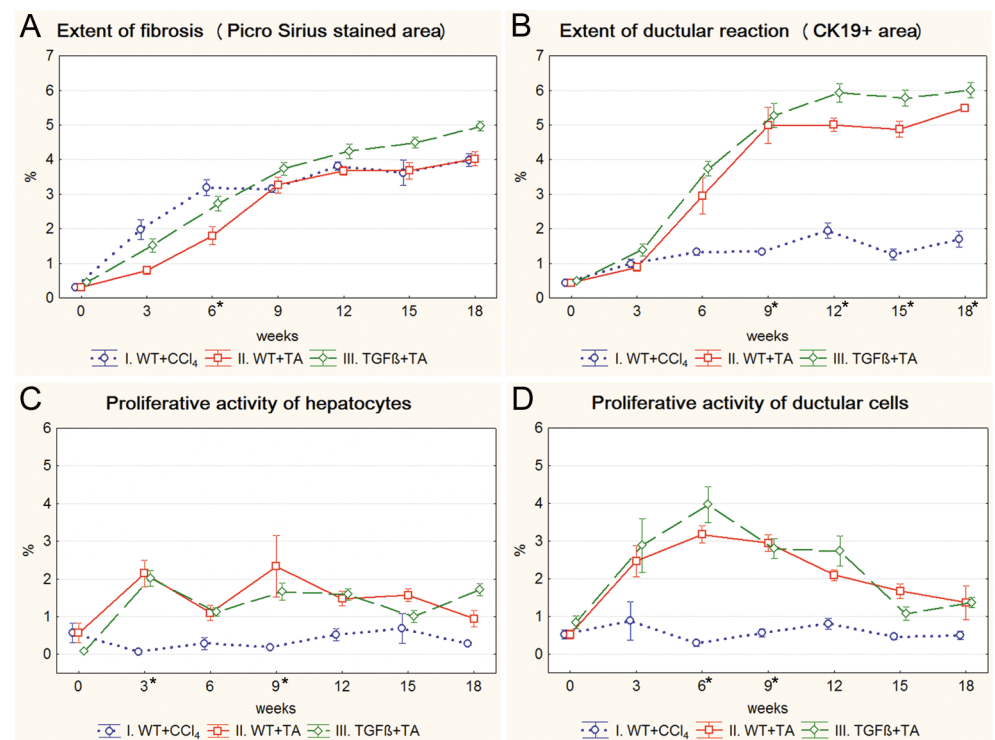 A Extent of fibrosis ( Picro Sirius stained area)
7
6
5
4
3
2
1
0
%
0 3 6* 9 12 15 18
weeks
I. WT+CCl₄ II. WT+TA III. TGFß+TA
B Extent of ductular reaction ( CK19+ area)
7
6
5
4
3
2
1
0
%
0 3 6 9* 12* 15* 18*
weeks
I. WT+CCl₄ II. WT+TA III. TGFß+TA
C Proliferative activity of hepatocytes
6
5
4
3
2
1
0
%
0 3* 6 9* 12 15 18
weeks
I. WT+CCl₄ II. WT+TA III. TGFß+TA
D Proliferative activity of ductular cells
6
5
4
3
2
1
0
%
0 3 6* 9* 12 15 18
weeks
I. WT+CCl₄ II. WT+TA III. TGFß+TA